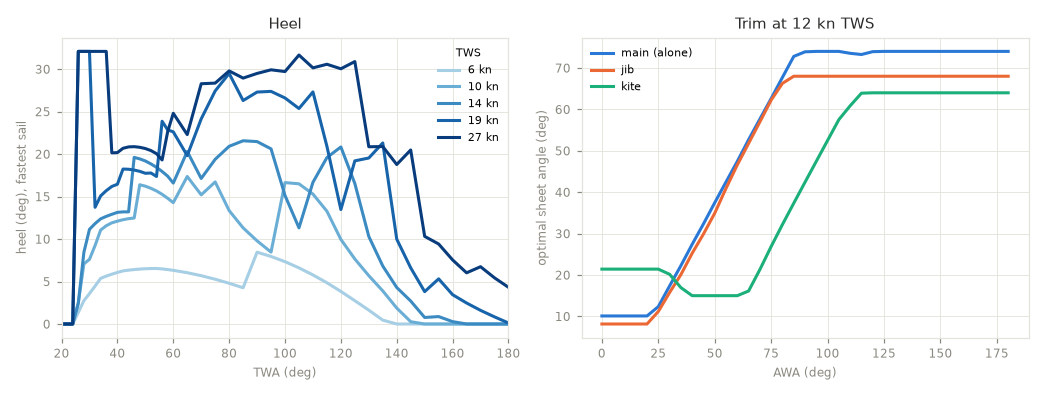 Heel
TWS
6 kn
10 kn
14 kn
19 kn
27 kn
heel (deg), fastest sail
30
25
20
15
10
5
0
20 40 60 80 100 120 140 160 180
TWA (deg)
Trim at 12 kn TWS
main (alone)
jib
kite
optimal sheet angle (deg)
70
60
50
40
30
20
10
0 25 50 75 100 125 150 175
AWA (deg)